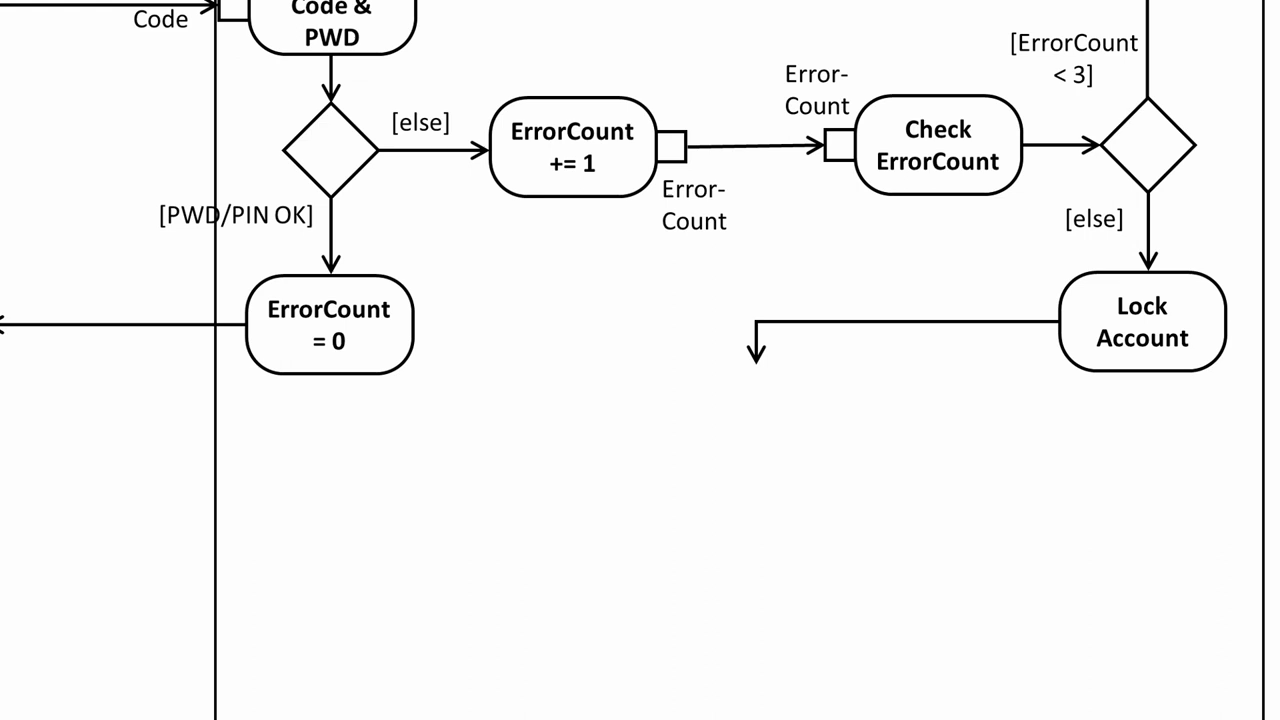 Code &
PWD
Code
[ErrorCount
< 3]
Error-
Count
[else]
ErrorCount
+= 1
Check
ErrorCount
Error-
Count
[PWD/PIN OK]
[else]
ErrorCount
= 0
Lock
Account